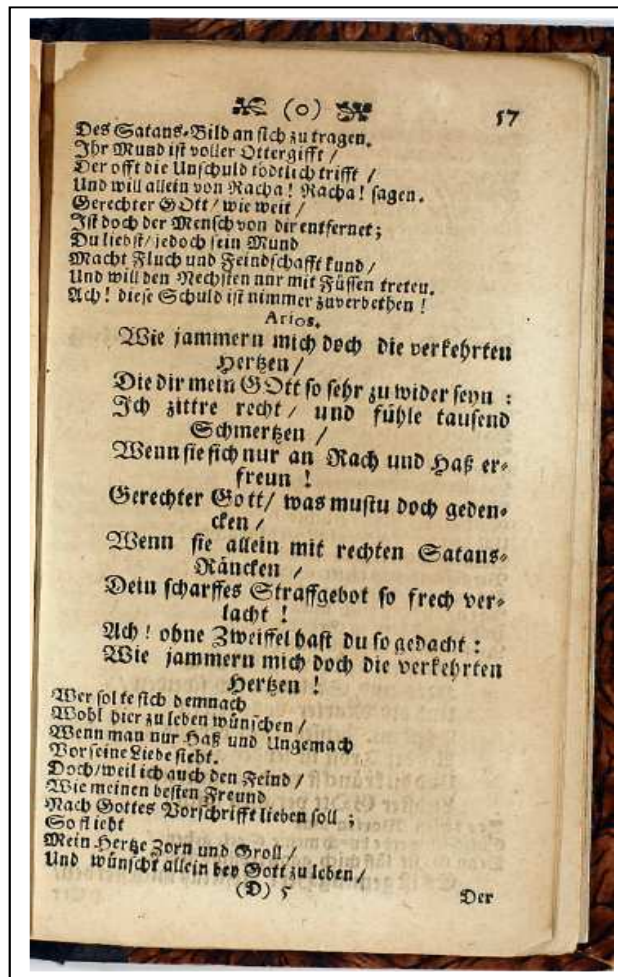 (o) 57
Des Satans-Bild an sich zu tragen.
Ihr Mund ist voller Ottergifft /
Der offt die Unschuld tödtlich trifft /
Und will allein von Racha! Racha! sagen.
Gerechter GOtt / wie weit /
Ist doch der Mensch von dir entfernet;
Du liebst / jedoch sein Mund
Macht Fluch und Feindschafft kund /
Und will den Nechsten nur mit Füssen treten.
Ach! diese Schuld ist nimmer zuverbethen!
Arios.
Wie jammern mich doch die verkehrten
Hertzen /
Die dir mein GOtt so sehr zu wider seyn:
Ich zittre recht / und fühle tausend
Schmertzen /
Wenn sie sich nur an Rach und Haß er-
freun!
Gerechter Gott / was mustu doch geden-
cken /
Wenn sie allein mit rechten Satans-
Räncken /
Dein scharffes Straffgebot so frech ver-
lacht!
Ach! ohne Zweiffel hast du so gedacht:
Wie jammern mich doch die verkehrten
Hertzen!
Wer solte sich demnach
Wohl hier zu leben wünschen /
Wenn man nur Haß und Ungemach
Vor seine Liebe sieht.
Doch / weil ich auch den Feind /
Wie meinen besten Freund
Nach Gottes Vorschrifft lieben soll;
So flieht
Mein Hertze Zorn und Groll /
Und wünscht allein bey Gott zu leben /
(D) 5 Der